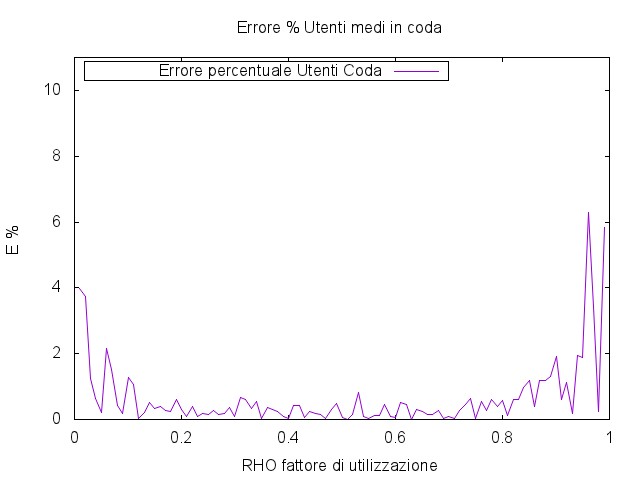 Errore % Utenti medi in coda
Errore percentuale Utenti Coda
10
8
6
4
2
0
E %
0 0.2 0.4 0.6 0.8 1
RHO fattore di utilizzazione